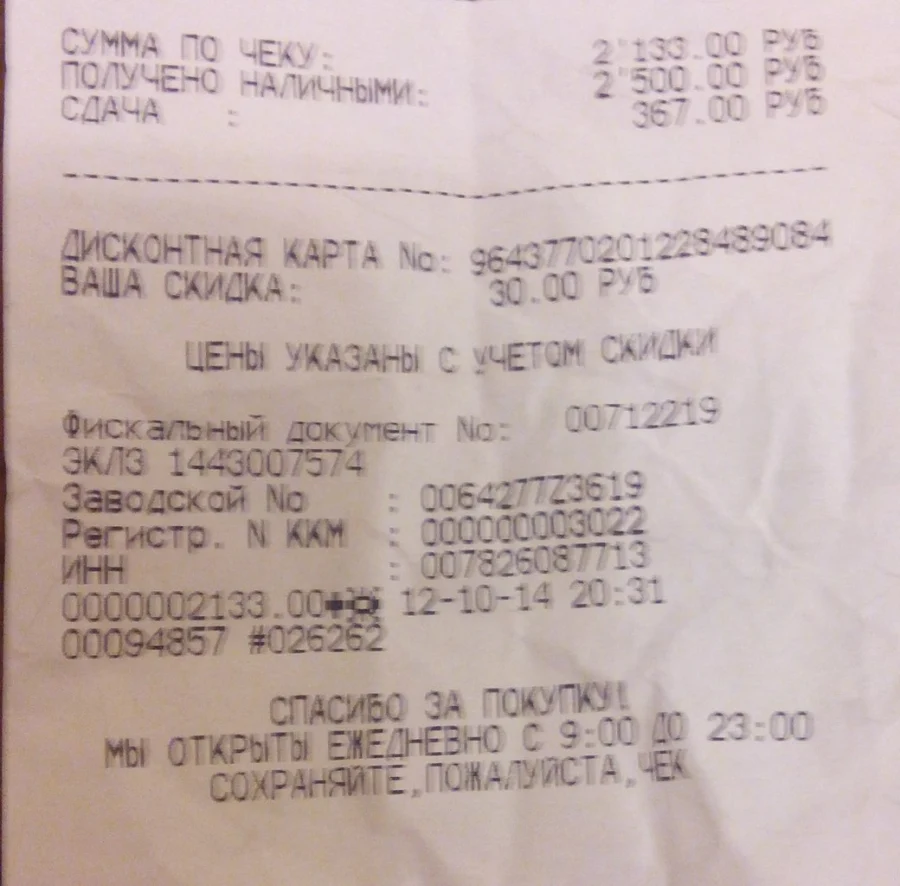 СУММА ПО ЧЕКУ: 2'133.00 РУБ
ПОЛУЧЕНО НАЛИЧНЫМИ: 2'500.00 РУБ
СДАЧА : 367.00 РУБ
ДИСКОНТНАЯ КАРТА No: 9643770201228489084
ВАША СКИДКА: 30.00 РУБ
ЦЕНЫ УКАЗАНЫ С УЧЕТОМ СКИДКИ
Фискальный документ No: 00712219
ЭКЛЗ 1443007574
Заводской No : 006427723619
Регистр. N ККМ : 000000003022
ИНН : 007826087713
0000002133.00 12-10-14 20:31
00094857 #026262
СПАСИБО ЗА ПОКУПКУ!
МЫ ОТКРЫТЫ ЕЖЕДНЕВНО С 9:00 ДО 23:00
СОХРАНЯЙТЕ,ПОЖАЛУЙСТА,ЧЕК